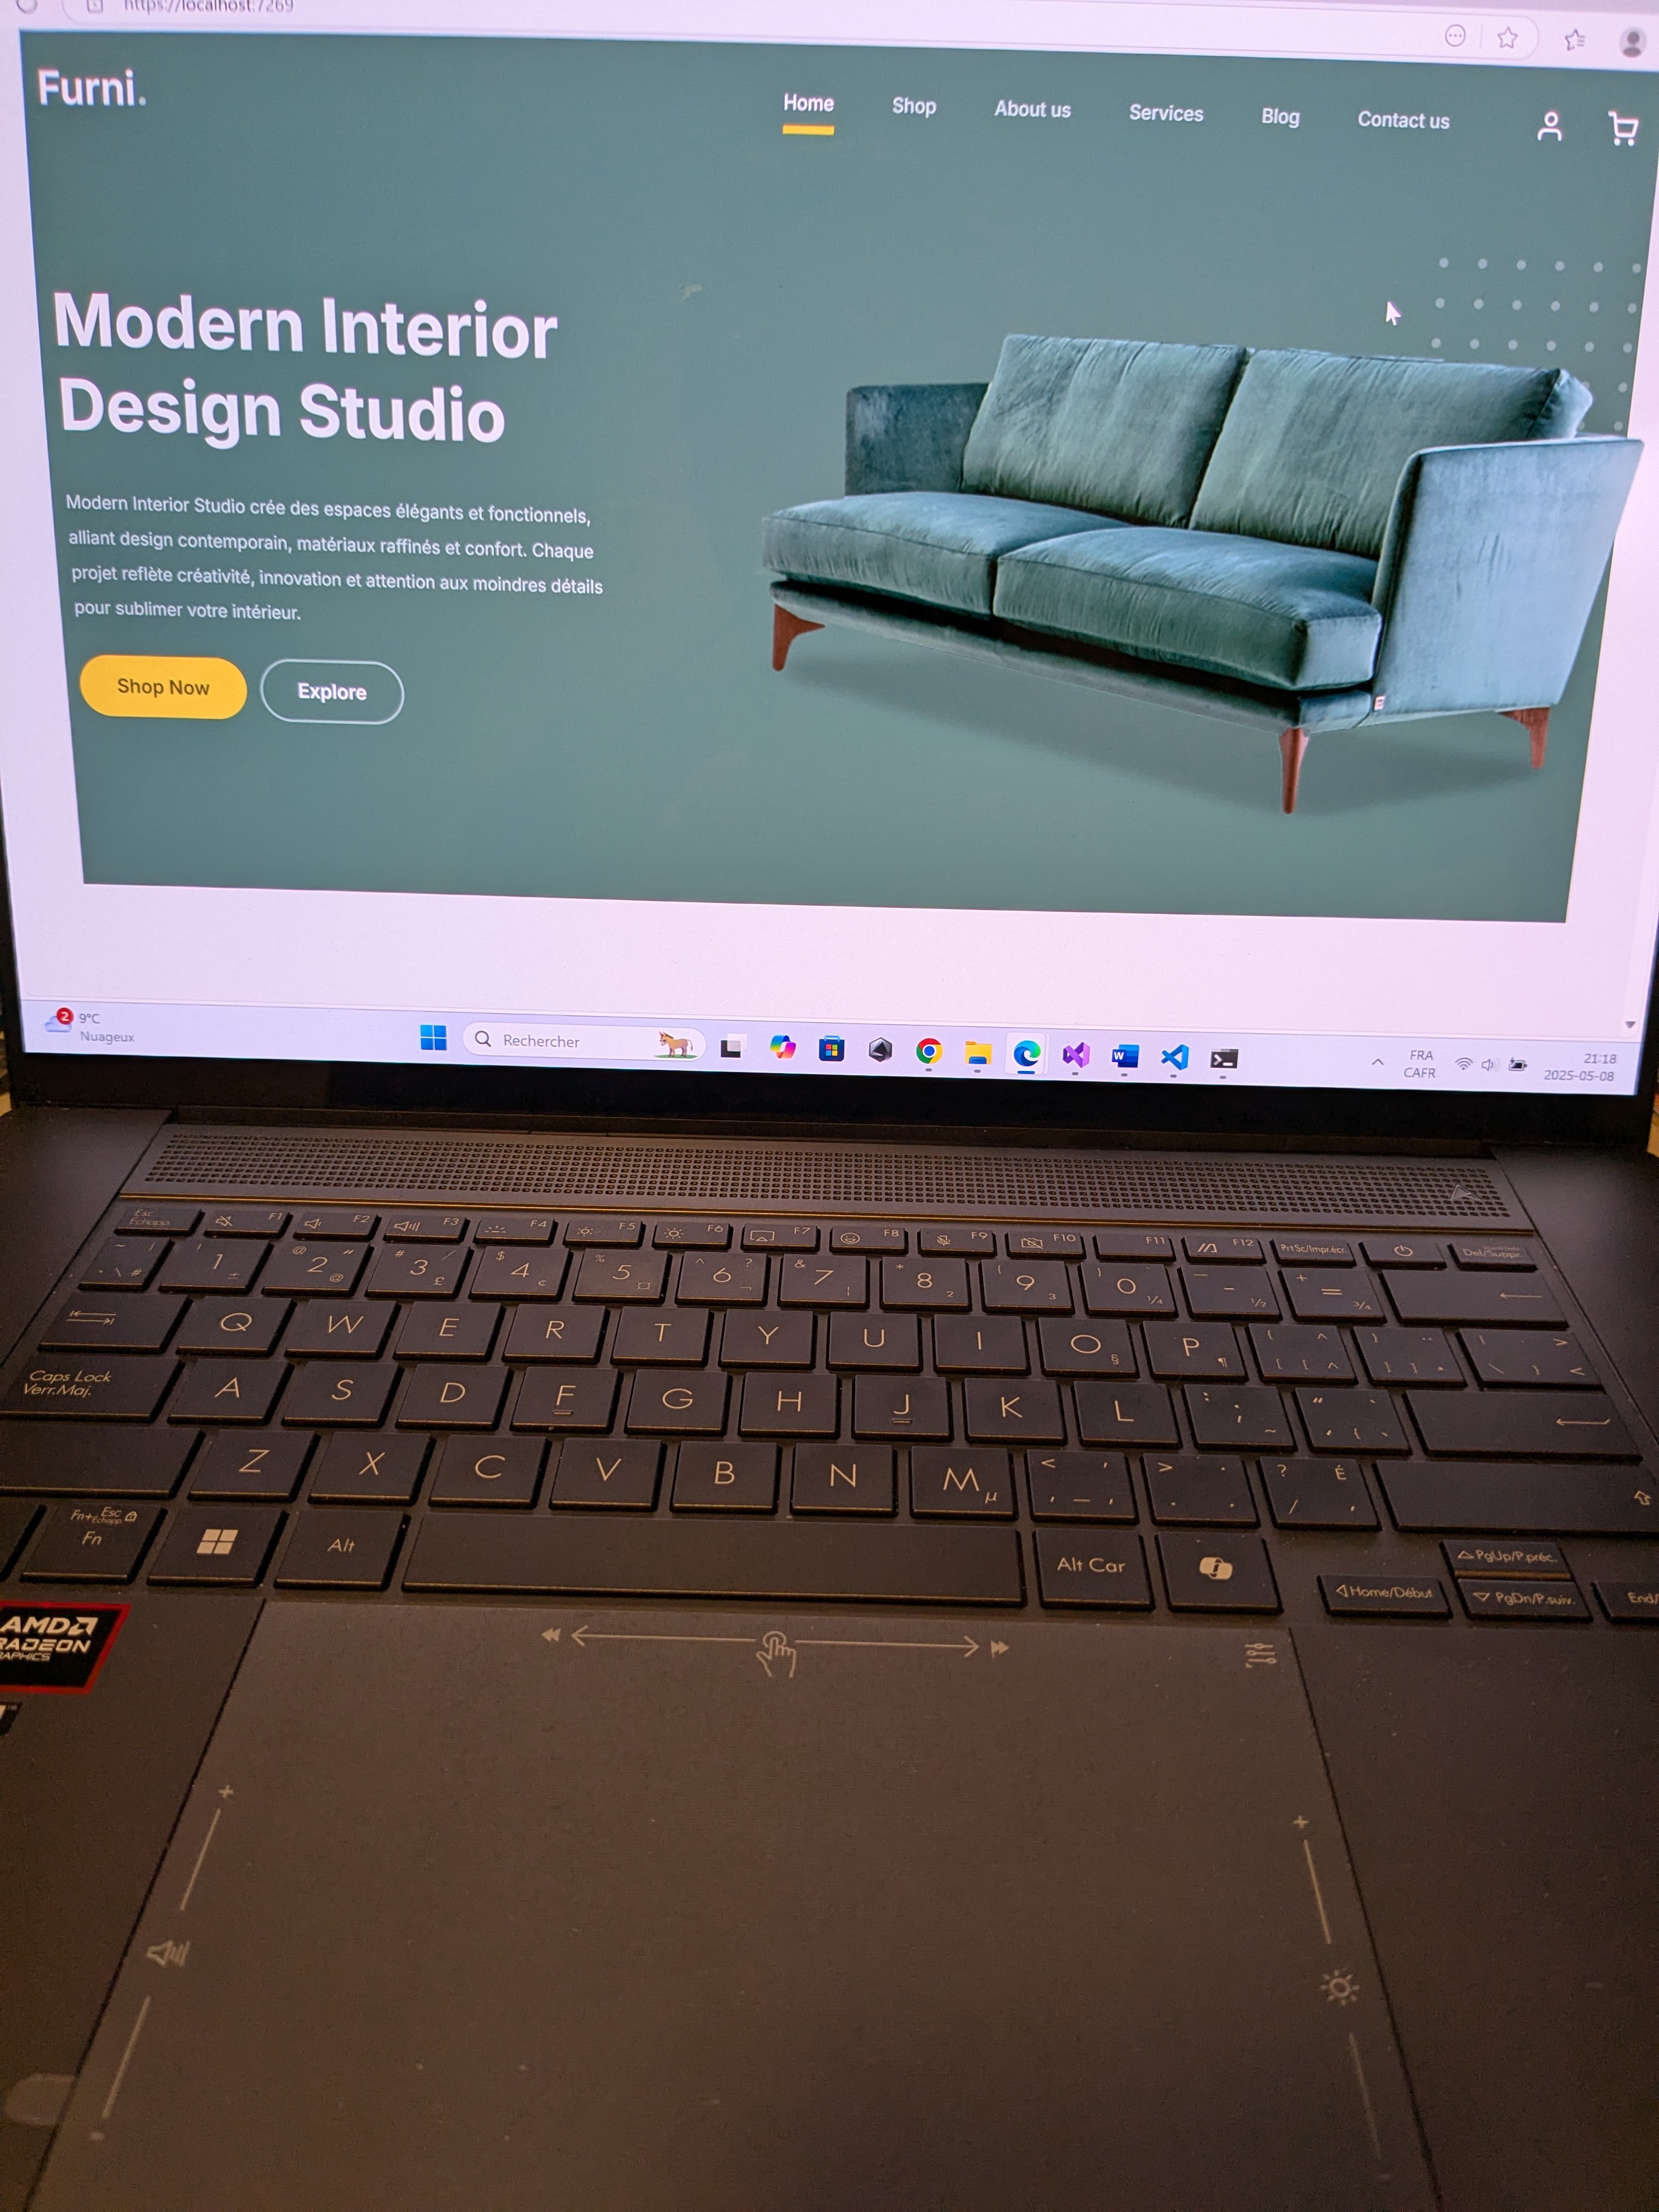 https://localhost:7269
Furni.
Home Shop About us Services Blog Contact us
Modern Interior
Design Studio
Modern Interior Studio crée des espaces élégants et fonctionnels,
alliant design contemporain, matériaux raffinés et confort. Chaque
projet reflète créativité, innovation et attention aux moindres détails
pour sublimer votre intérieur.
Shop Now Explore
2 9°C
Nuageux
Rechercher
FRA
CAFR
21:18
2025-05-08
Esc
Échapp.
F1 F2 F3 F4 F5 F6 F7 F8 F9 F10 F11 F12 PrtSc/Impr.écr. Del/Suppr.
1 2 3 4 5 6 7 8 9 0 - =
Q W E R T Y U I O P
Caps Lock
Verr.Maj.
A S D F G H J K L
Z X C V B N M µ
Fn+Esc
Échapp.
Fn Alt Alt Car
PgUp/P.préc.
Home/Début PgDn/P.suiv. End/
AMD
RADEON
GRAPHICS